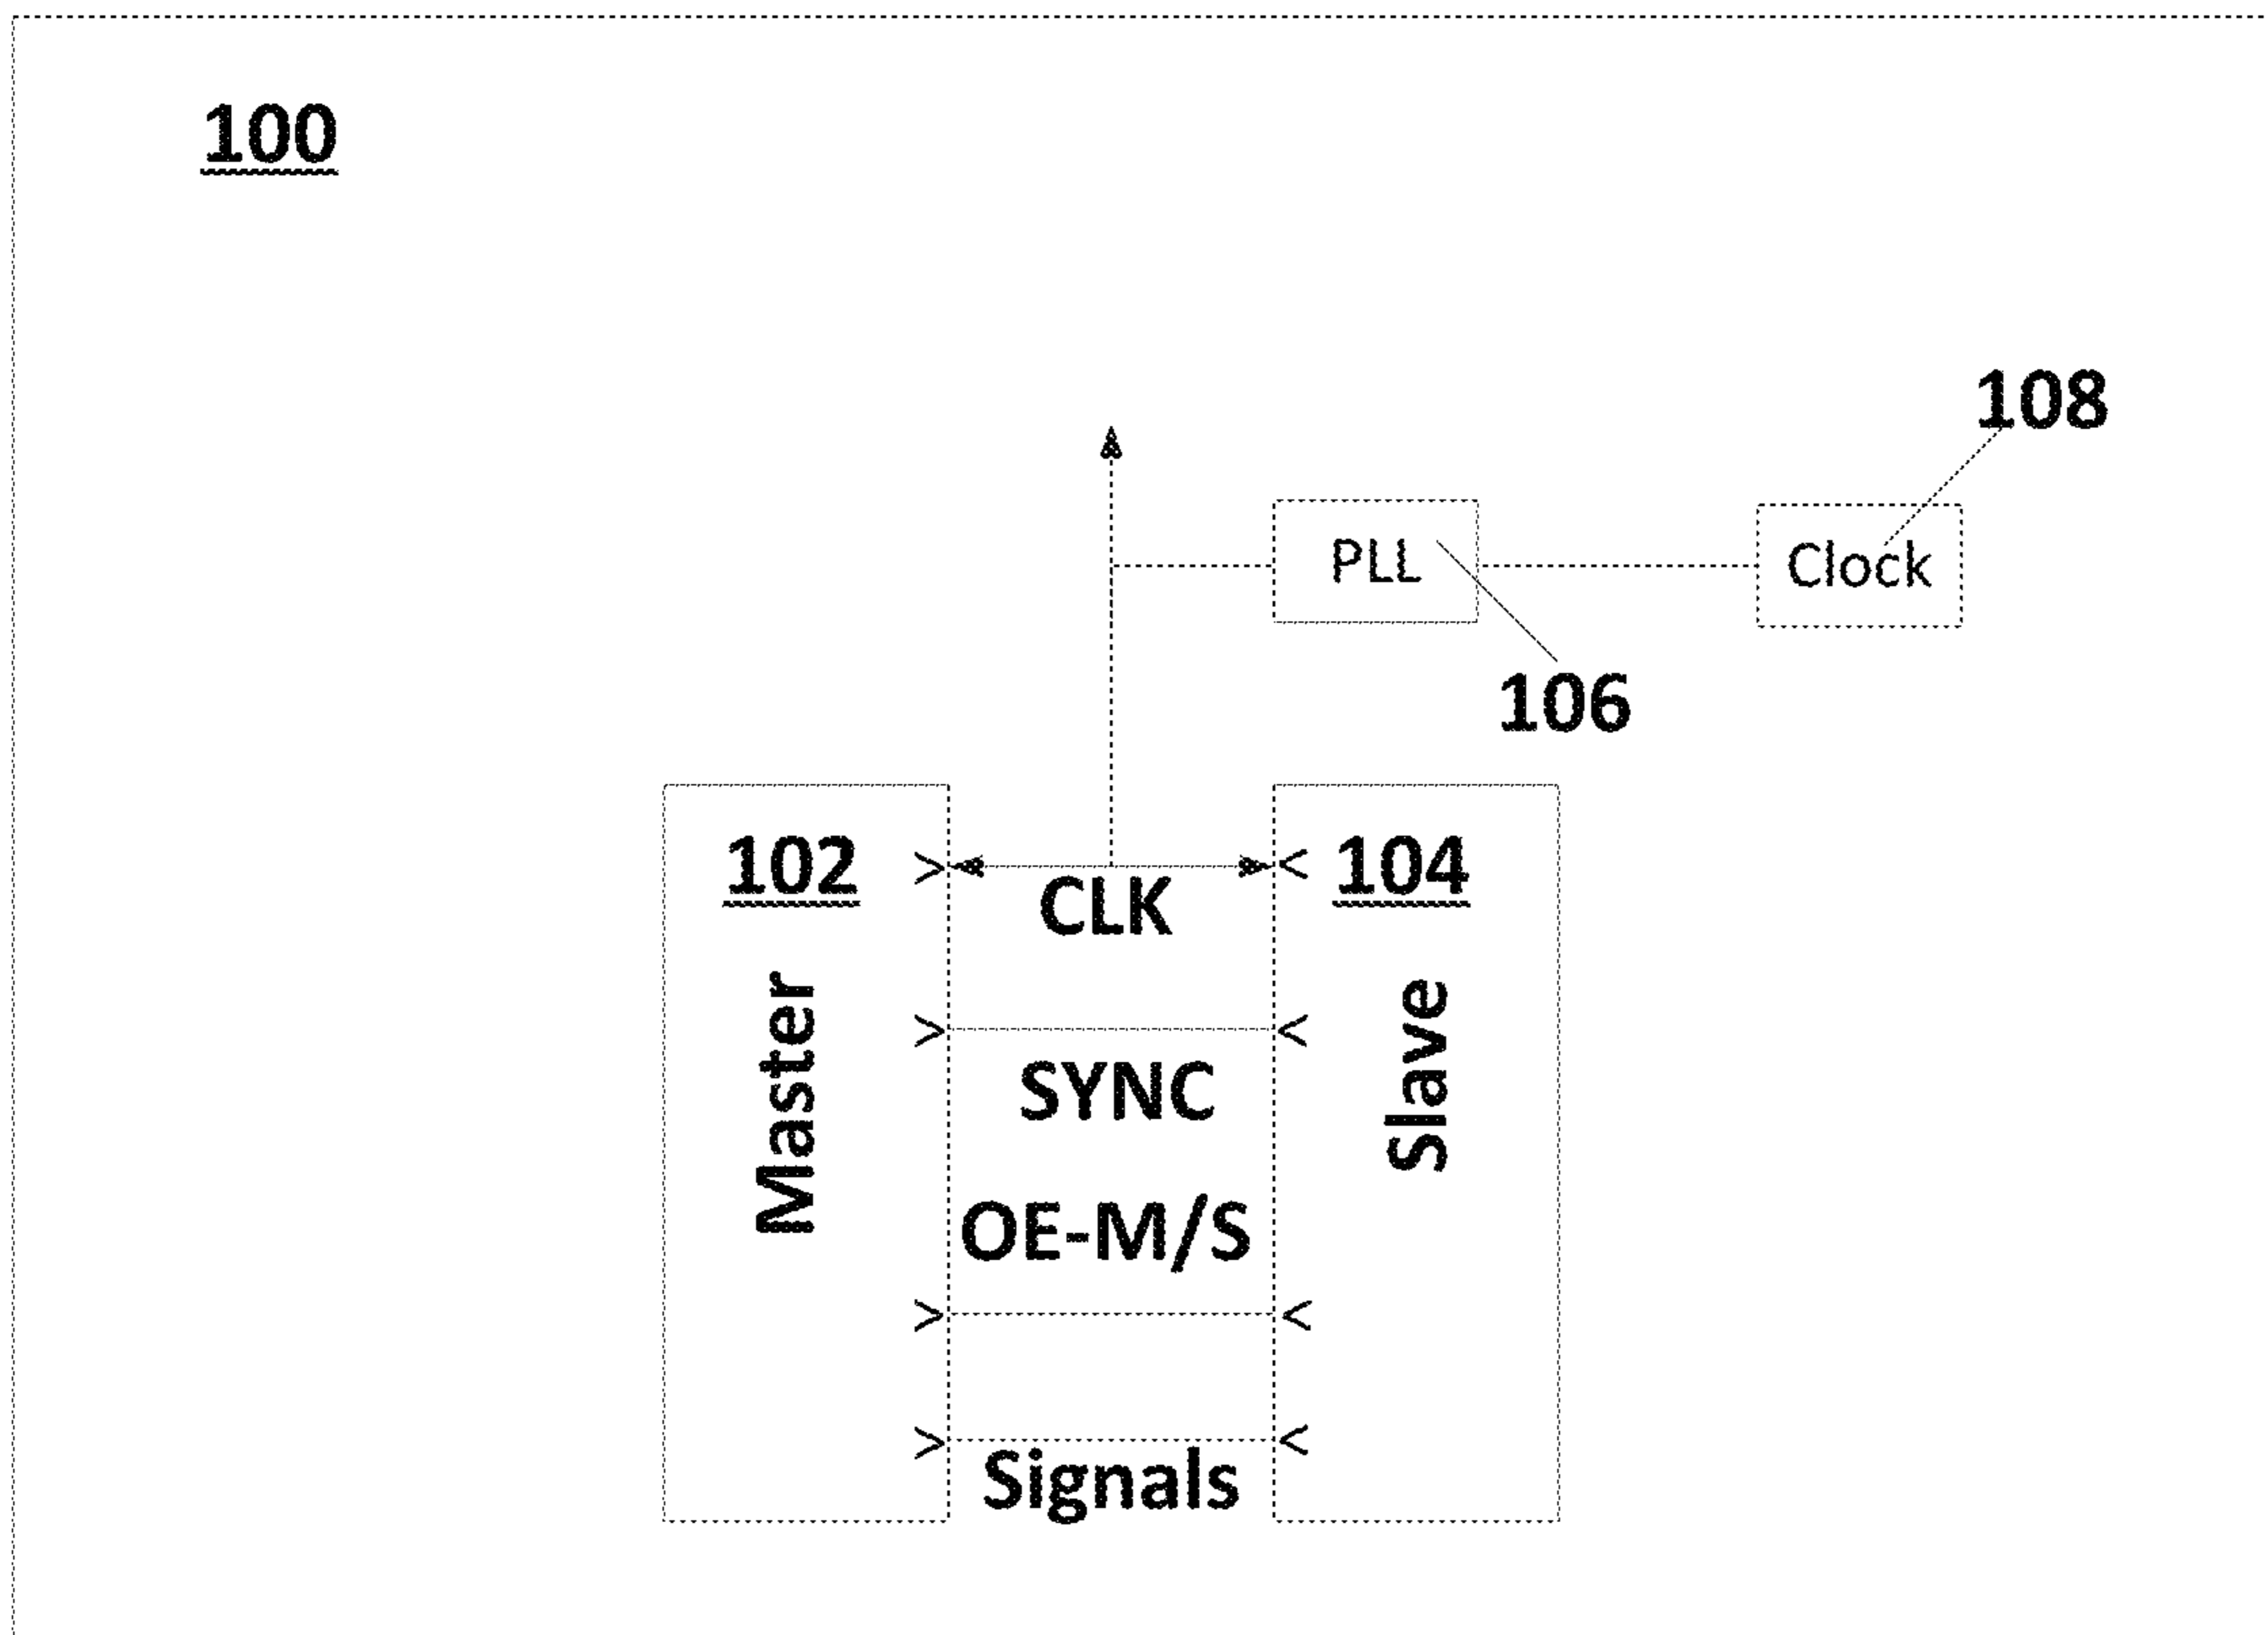 100
108
PLL
Clock
106
102
104
CLK
Master
Slave
SYNC
OE-M/S
Signals